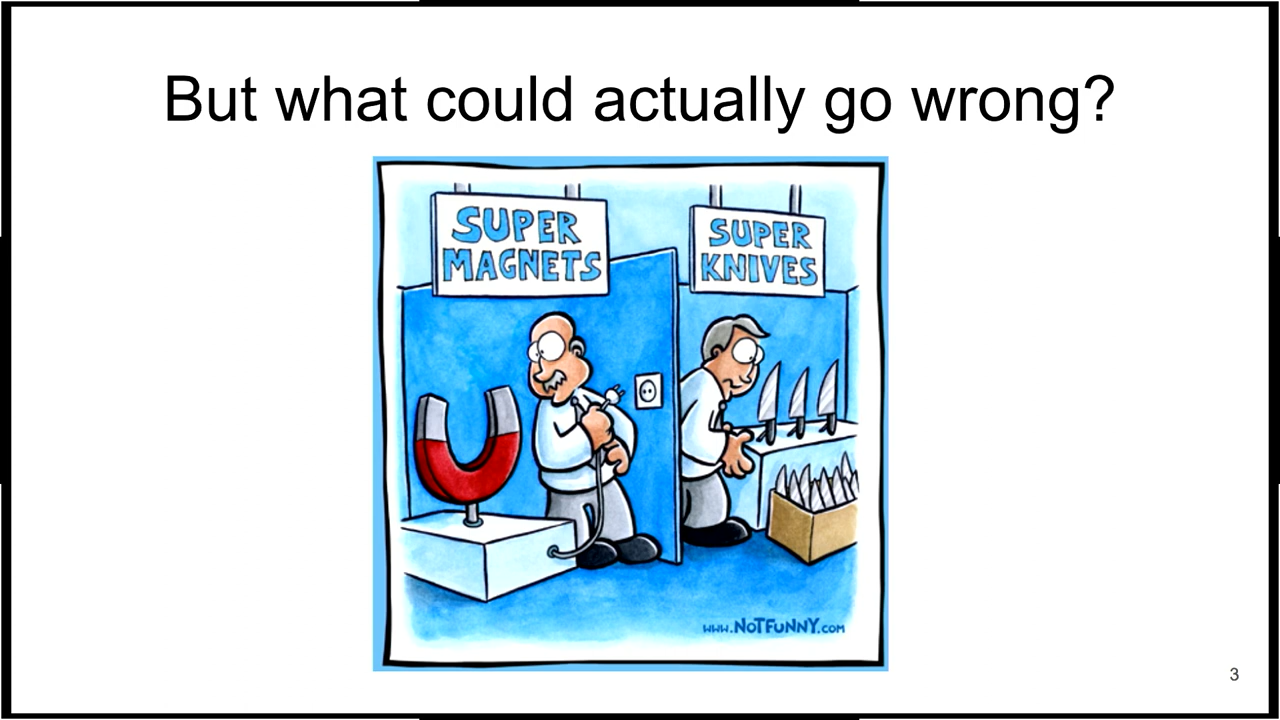 But what could actually go wrong?
SUPER
MAGNETS
SUPER
KNIVES
www.NOTFUNNY.com
3